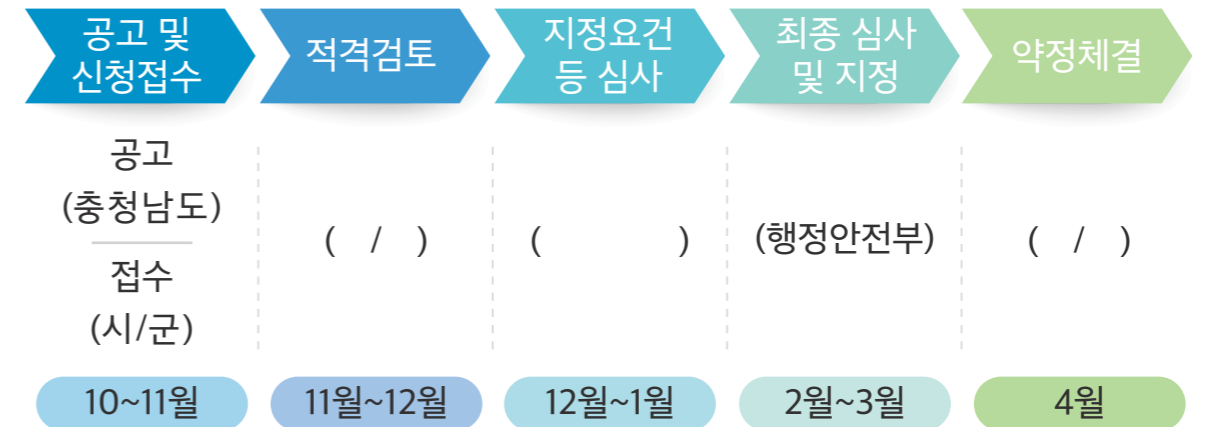 공고 및
신청접수
적격검토
지정요건
등 심사
최종 심사
및 지정
약정체결
공고
(충청남도)
접수
(시/군)
( / )
( )
(행정안전부)
( / )
10~11월
11월~12월
12월~1월
2월~3월
4월